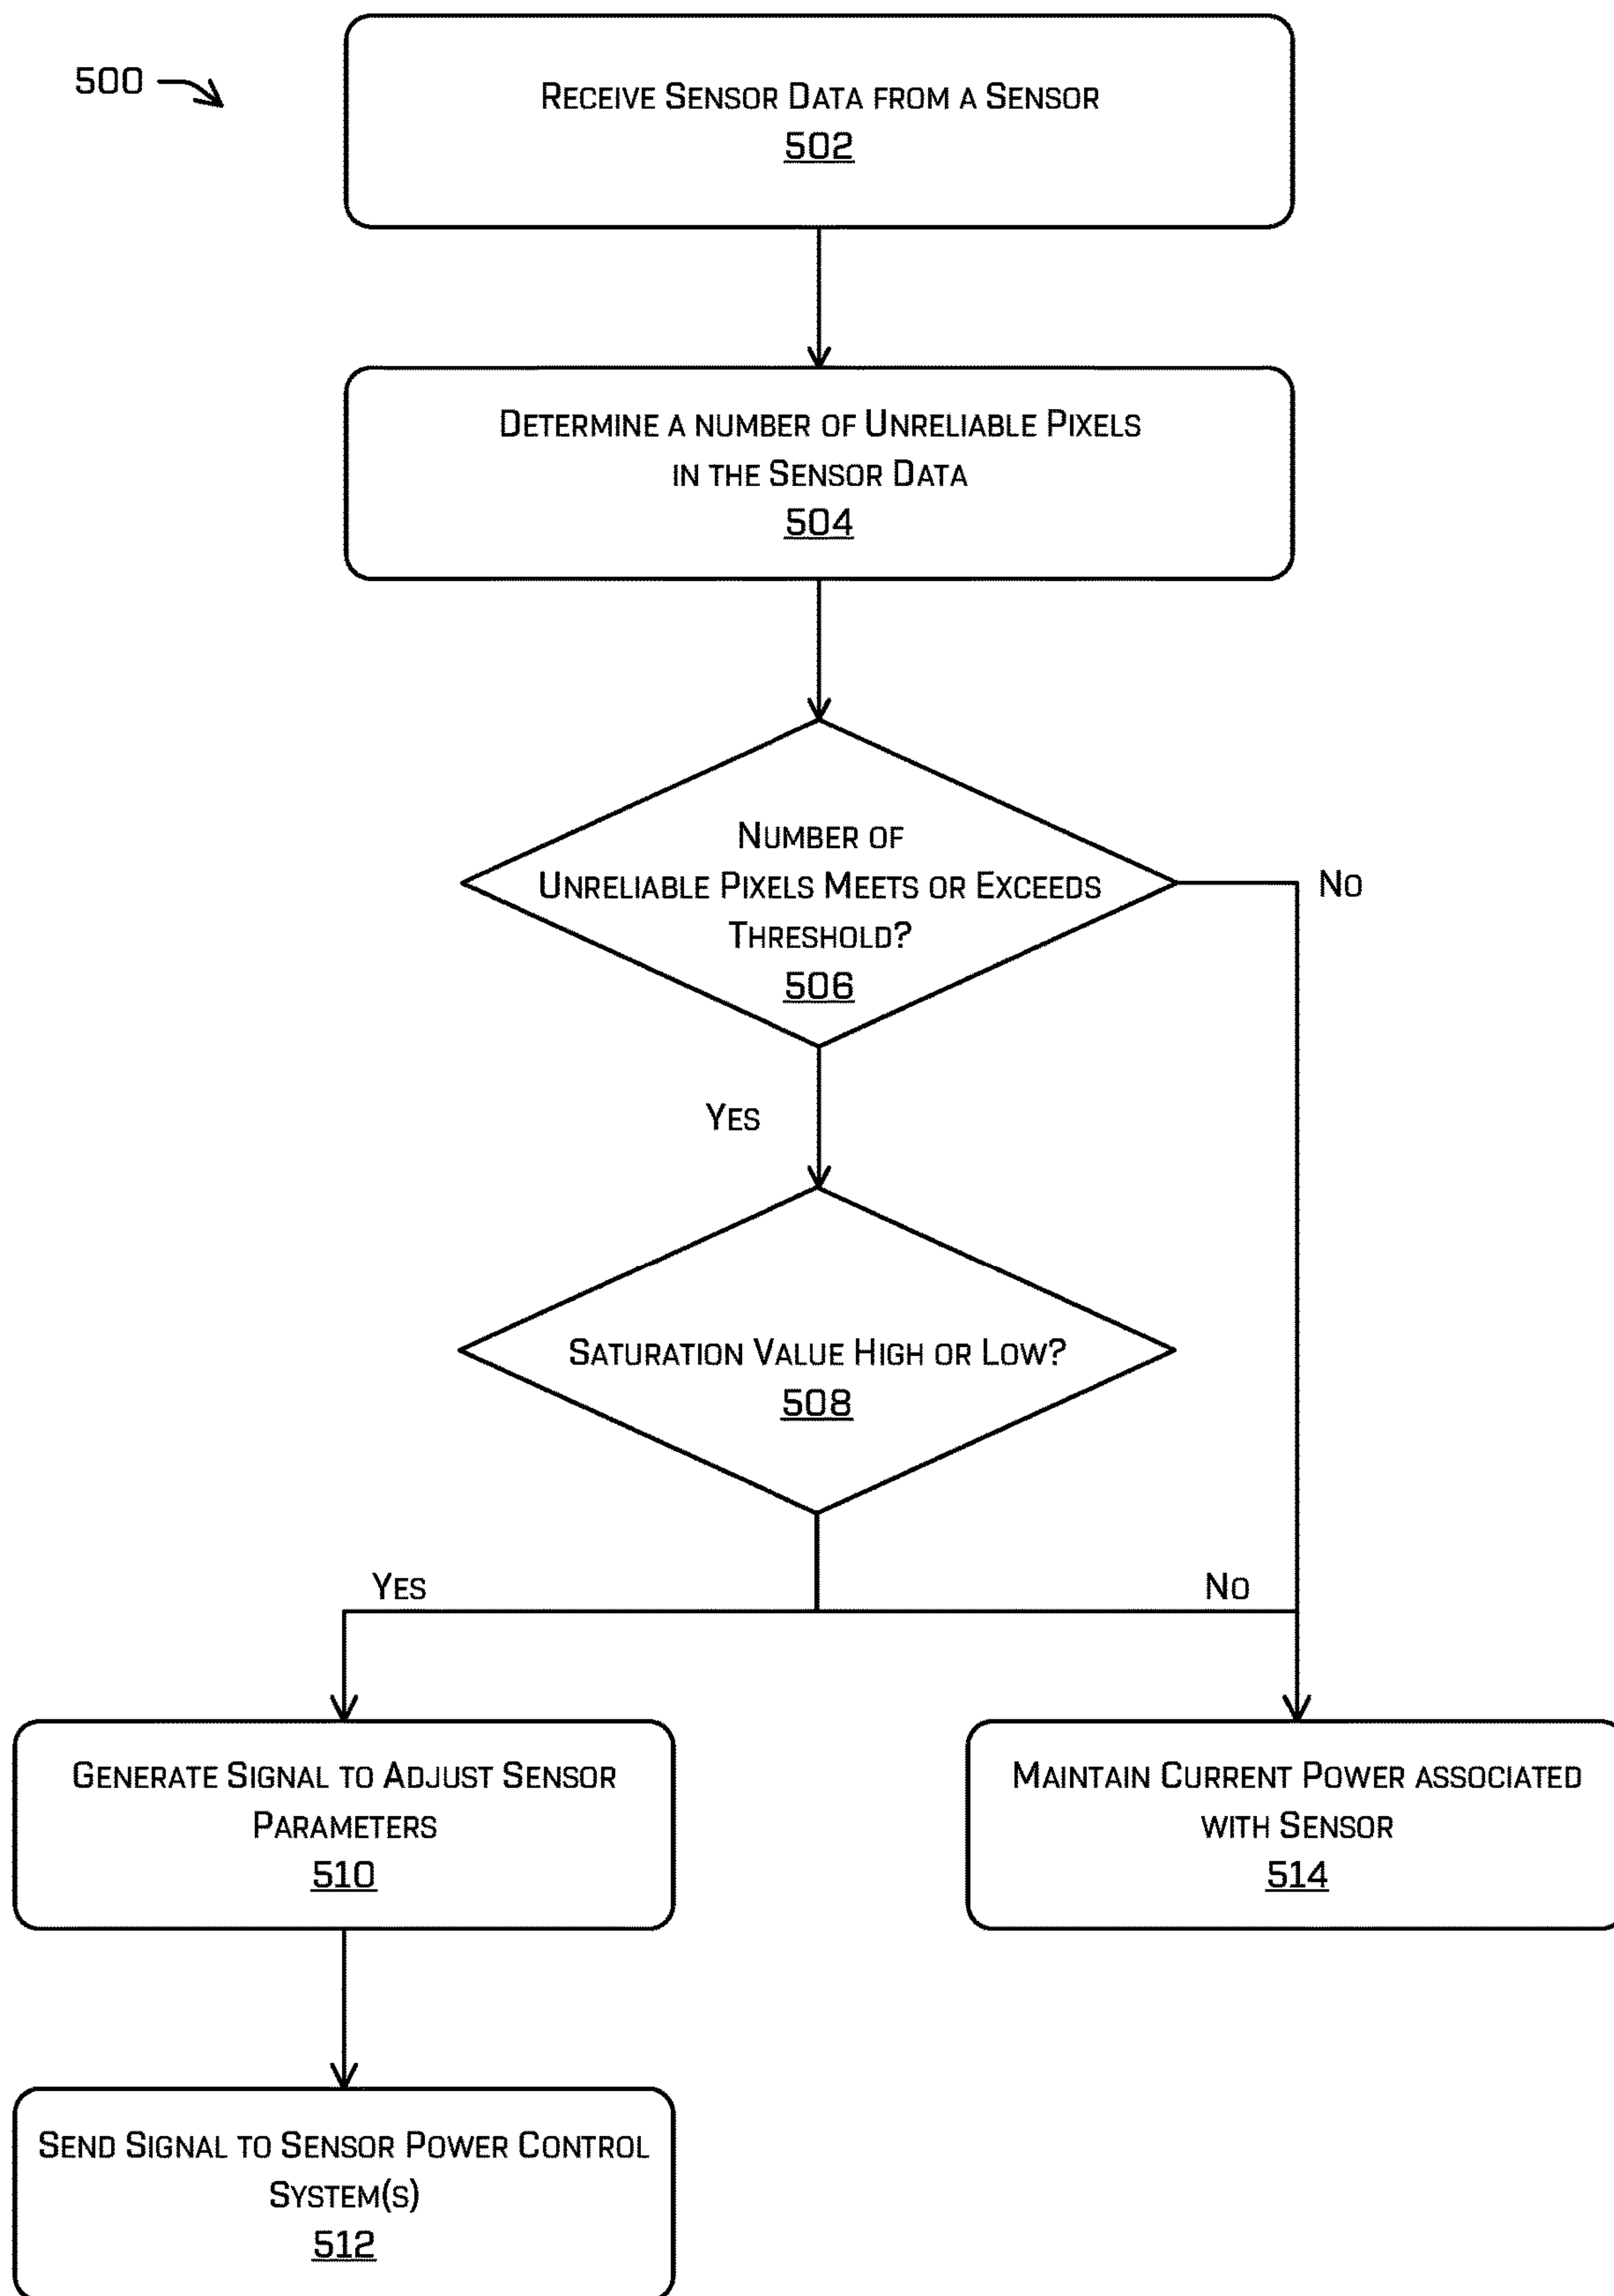 500
RECEIVE SENSOR DATA FROM A SENSOR
502
DETERMINE A NUMBER OF UNRELIABLE PIXELS
IN THE SENSOR DATA
504
NUMBER OF
UNRELIABLE PIXELS MEETS OR EXCEEDS
THRESHOLD?
506
NO
YES
SATURATION VALUE HIGH OR LOW?
508
YES
NO
GENERATE SIGNAL TO ADJUST SENSOR
PARAMETERS
510
MAINTAIN CURRENT POWER ASSOCIATED
WITH SENSOR
514
SEND SIGNAL TO SENSOR POWER CONTROL
SYSTEM(S)
512